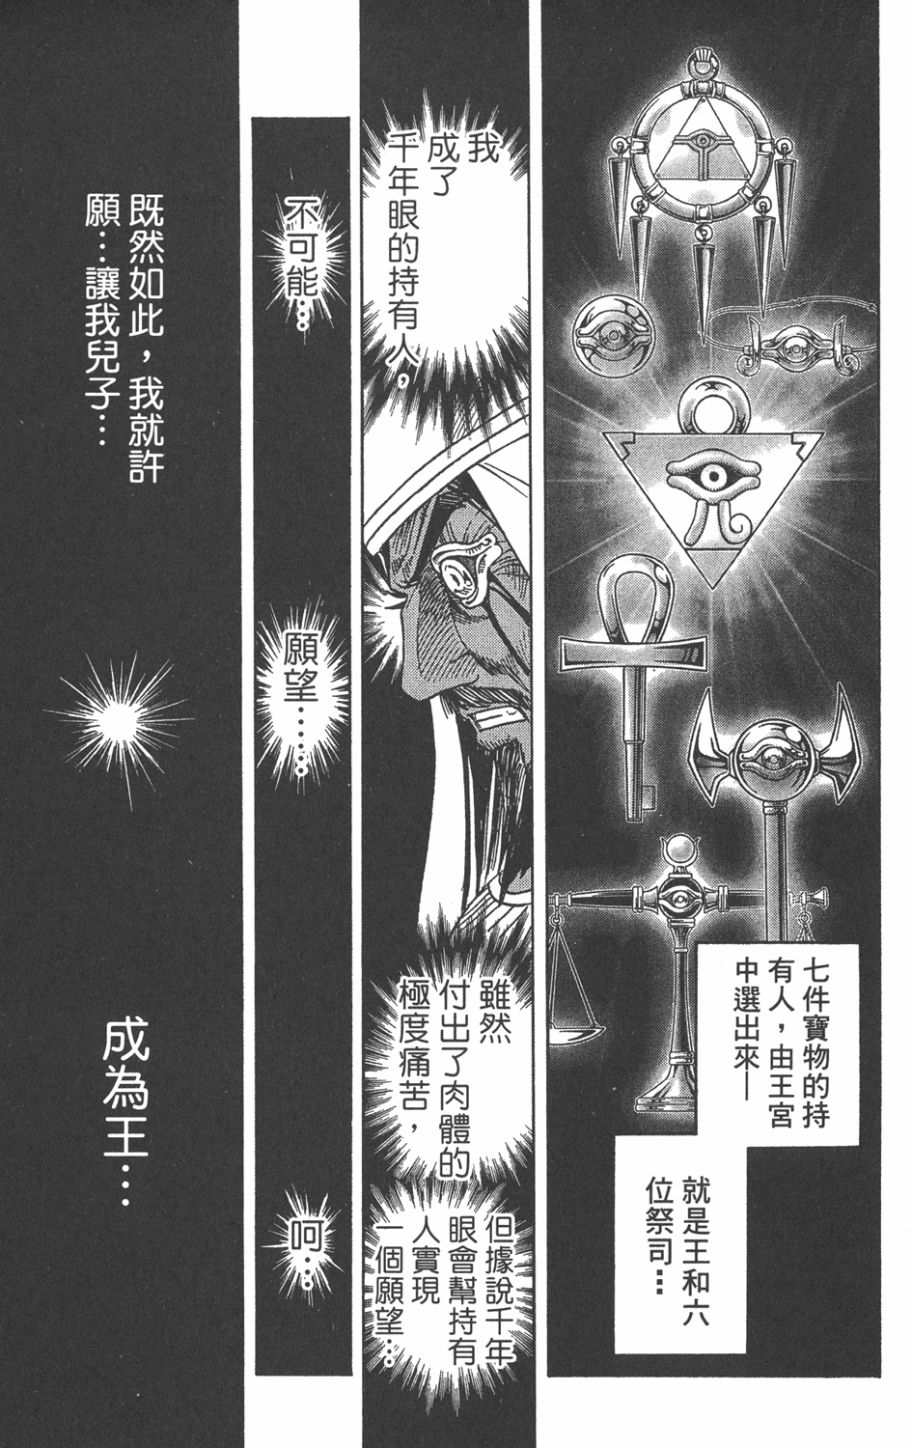 七件寶物的持
有人，由王宮
中選出來—
就是王和六
位祭司…
我
成了
千年眼的持有人，
雖然
付出了肉體的
極度痛苦，
但據說千年
眼會幫持有
人實現
一個願望…
不可能…
願望……
呵…
既然如此，我就許
願…讓我兒子…
成為王…